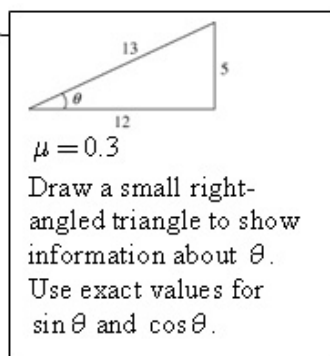 13
5
θ
12
μ = 0.3
Draw a small right-
angled triangle to show
information about θ.
Use exact values for
sin θ and cos θ.